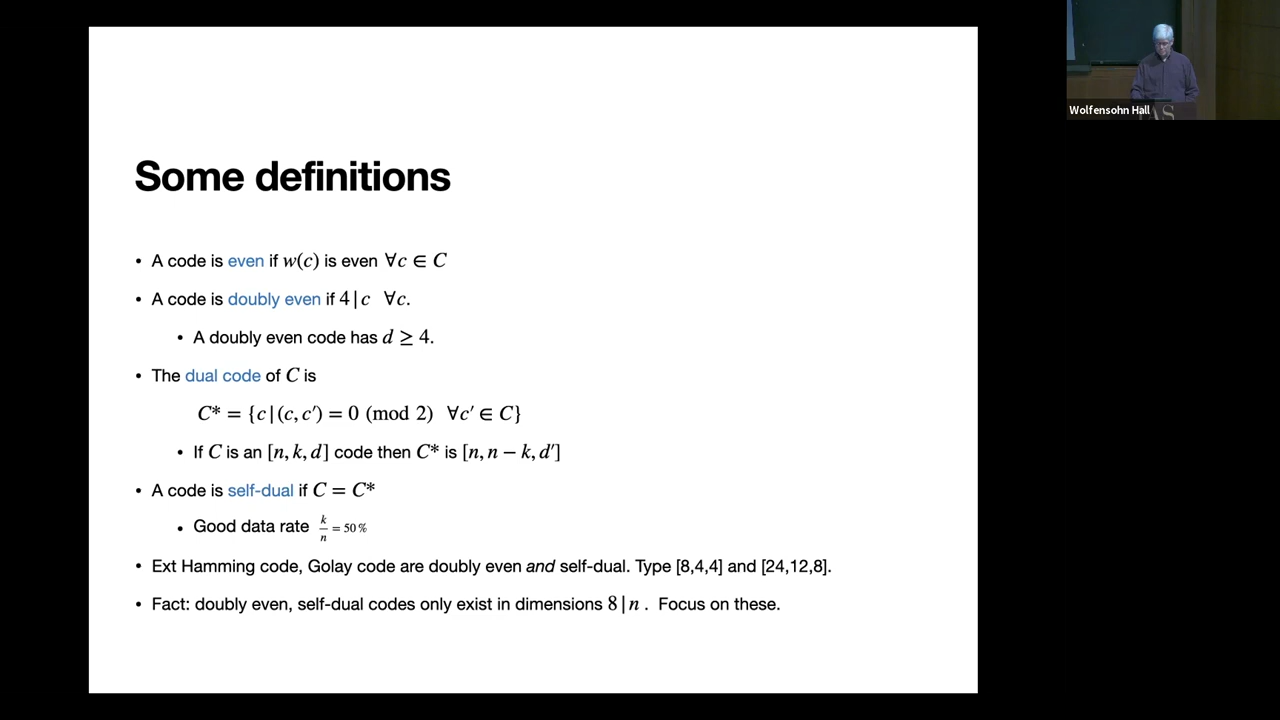 Wolfensohn Hall
IAS
Some definitions
• A code is even if w(c) is even ∀c ∈ C
• A code is doubly even if 4|c ∀c.
• A doubly even code has d ≥ 4.
• The dual code of C is
C* = {c|(c, c′) = 0 (mod 2) ∀c′ ∈ C}
• If C is an [n, k, d] code then C* is [n, n − k, d′]
• A code is self-dual if C = C*
• Good data rate k/n = 50%
• Ext Hamming code, Golay code are doubly even and self-dual. Type [8,4,4] and [24,12,8].
• Fact: doubly even, self-dual codes only exist in dimensions 8|n . Focus on these.